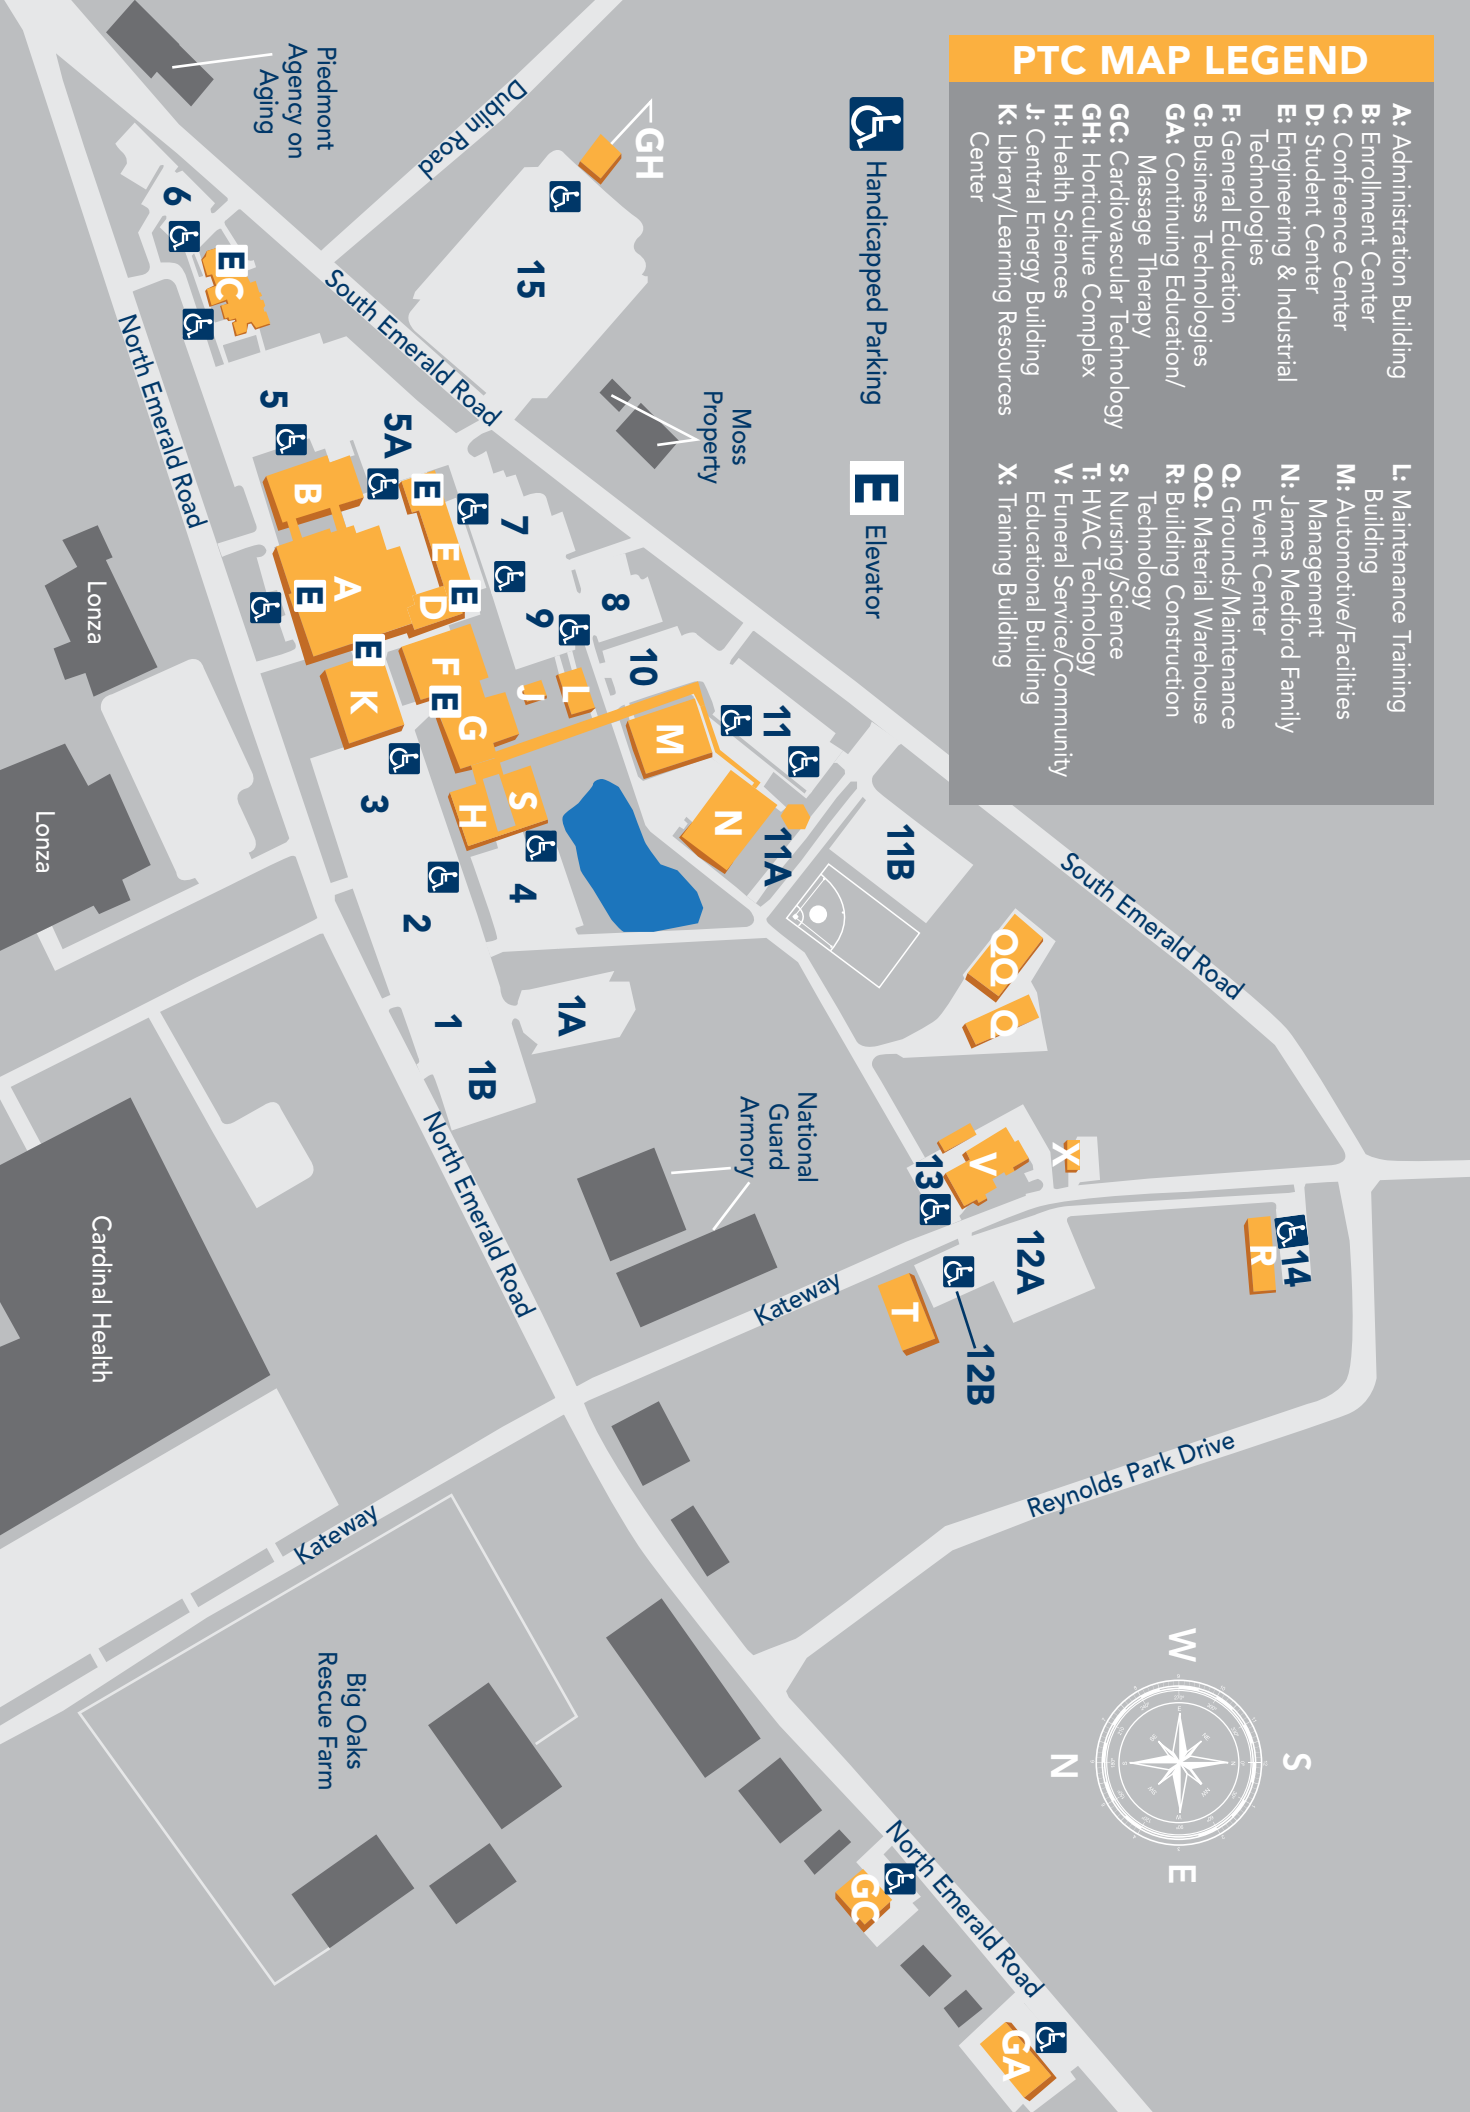 PTC MAP LEGEND
A: Administration Building
B: Enrollment Center
C: Conference Center
D: Student Center
E: Engineering & Industrial
Technologies
F: General Education
G: Business Technologies
GA: Continuing Education/
Massage Therapy
GC: Cardiovascular Technology
GH: Horticulture Complex
H: Health Sciences
J: Central Energy Building
K: Library/Learning Resources
Center
L: Maintenance Training
Building
M: Automotive/Facilities
Management
N: James Medford Family
Event Center
Q: Grounds/Maintenance
QQ: Material Warehouse
R: Building Construction
Technology
S: Nursing/Science
T: HVAC Technology
V: Funeral Service/Community
Educational Building
X: Training Building
Handicapped Parking
E Elevator
Piedmont
Agency on
Aging
Dublin Road
GH
15
6
E
C
South Emerald Road
North Emerald Road
Moss
Property
5
5A
B
E
E
7
A
E
E
D
8
9
10
E
F
E
K
G
J
L
M
11
N
11A
11B
S
H
3
4
2
1
1A
1B
Lonza
Lonza
South Emerald Road
QQ
Q
National
Guard
Armory
X
V
13
12A
12B
14
R
T
Kateway
North Emerald Road
Cardinal Health
Kateway
Reynolds Park Drive
Big Oaks
Rescue Farm
S
W
E
N
North Emerald Road
GC
GA